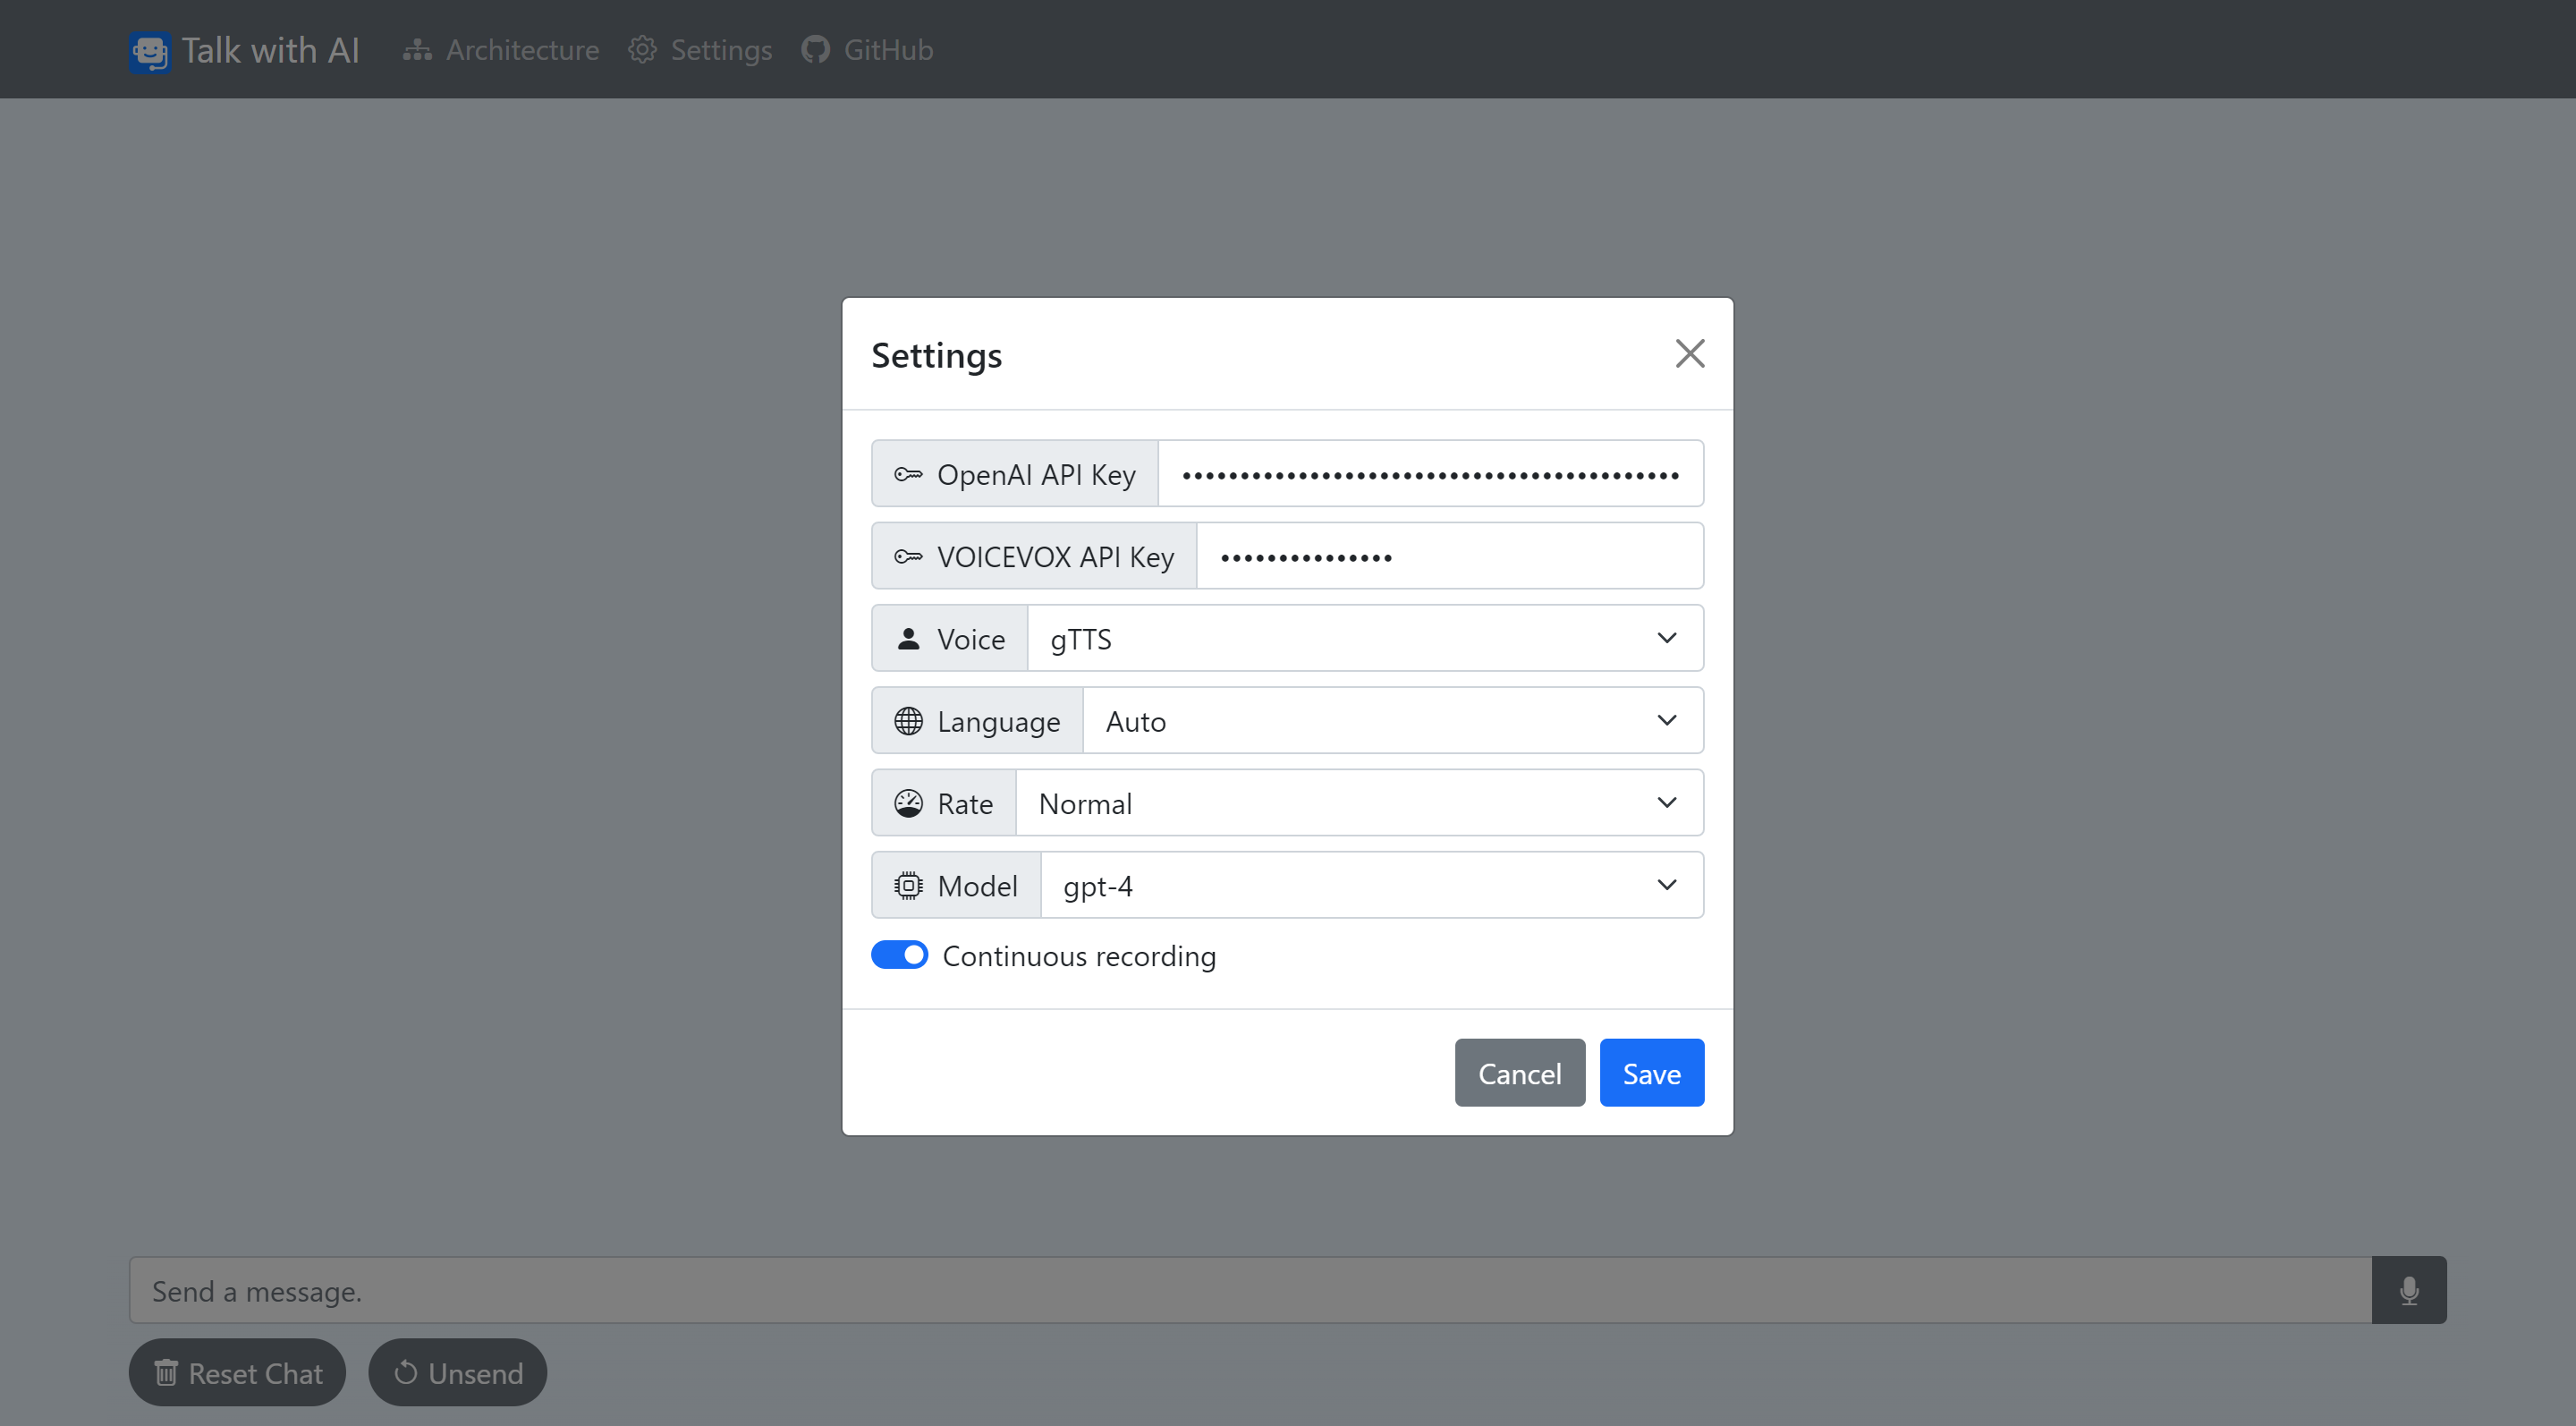 Talk with AI Architecture Settings GitHub
Settings
OpenAI API Key •••••••••••••••••••••••••••••••••••••••••••
VOICEVOX API Key •••••••••••••••
Voice gTTS
Language Auto
Rate Normal
Model gpt-4
Continuous recording
Cancel Save
Send a message.
Reset Chat Unsend